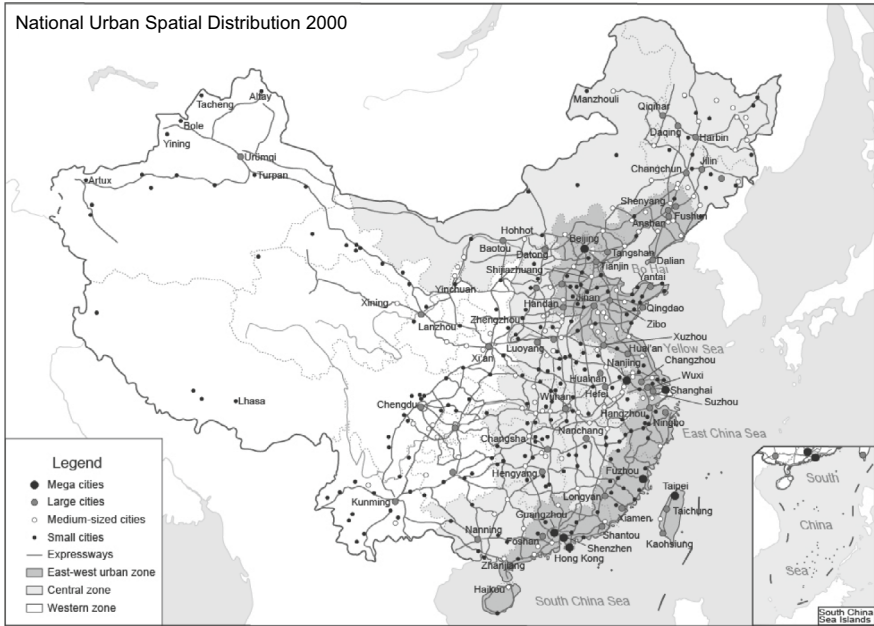 National Urban Spatial Distribution 2000
Altay
Tacheng
Bole
Yining
Urumqi
Turpan
Artux
Manzhouli
Qiqihar
Daqing
Harbin
Jilin
Changchun
Shenyang
Fushun
Anshan
Hohhot
Baotou
Beijing
Datong
Tangshan
Tianjin
Dalian
Bo Hai
Yantai
Shijiazhuang
Yinchuan
Xining
Handan
Jinan
Qingdao
Lanzhou
Zhengzhou
Zibo
Xuzhou
Luoyang
Huai'an
Yellow Sea
Xi'an
Nanjing
Changzhou
Huainan
Wuxi
Hefei
Shanghai
Lhasa
Chengdu
Wuhan
Suzhou
Hangzhou
Ningbo
Nanchang
East China Sea
Changsha
Hengyang
Fuzhou
Taipei
Longyan
Kunming
Guangzhou
Taichung
Xiamen
Nanning
Foshan
Shantou
Kaohsiung
Shenzhen
Hong Kong
Zhanjiang
Haikou
South China Sea
Legend
Mega cities
Large cities
Medium-sized cities
Small cities
Expressways
East-west urban zone
Central zone
Western zone
South
China
Sea
South China
Sea Islands